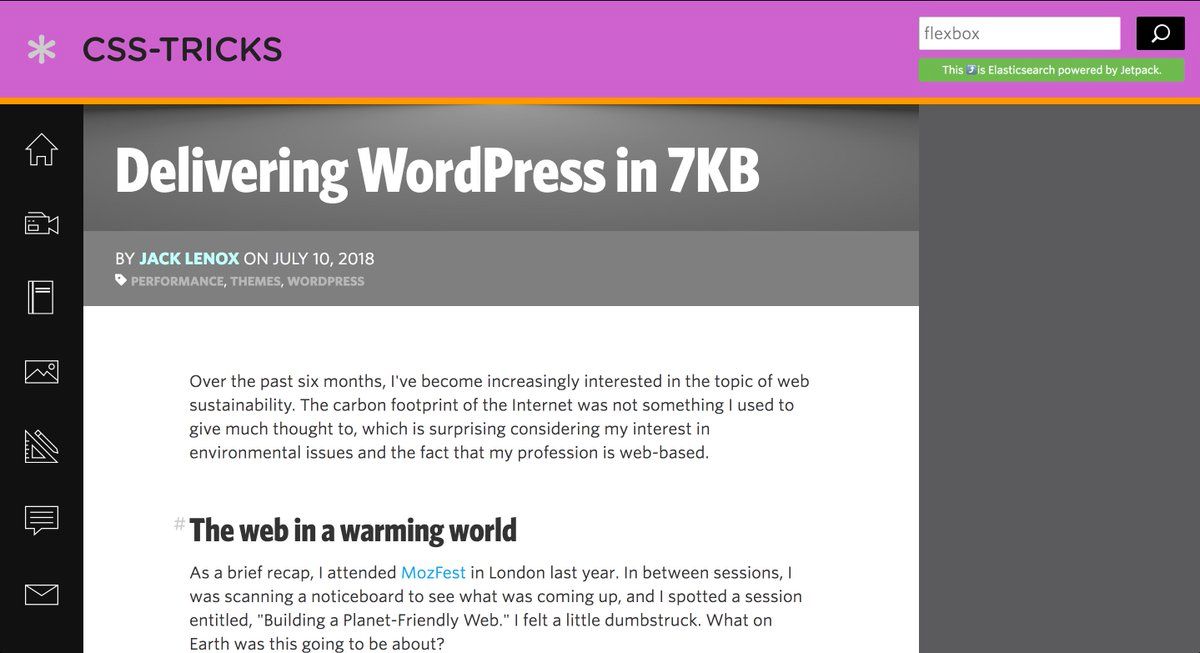 CSS-TRICKS
flexbox
This ⤴️is Elasticsearch powered by Jetpack.
Delivering WordPress in 7KB
BY JACK LENOX ON JULY 10, 2018
PERFORMANCE, THEMES, WORDPRESS
Over the past six months, I've become increasingly interested in the topic of web
sustainability. The carbon footprint of the Internet was not something I used to
give much thought to, which is surprising considering my interest in
environmental issues and the fact that my profession is web-based.
# The web in a warming world
As a brief recap, I attended MozFest in London last year. In between sessions, I
was scanning a noticeboard to see what was coming up, and I spotted a session
entitled, "Building a Planet-Friendly Web." I felt a little dumbstruck. What on
Earth was this going to be about?